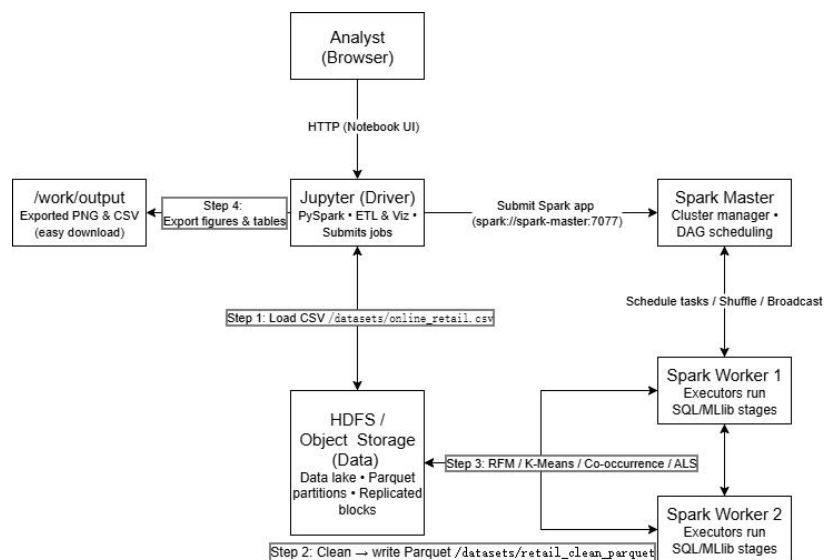 Analyst
(Browser)
HTTP (Notebook UI)
/work/output
Exported PNG & CSV
(easy download)
Step 4:
Export figures & tables
Jupyter (Driver)
PySpark • ETL & Viz •
Submits jobs
Submit Spark app
(spark://spark-master:7077)
Spark Master
Cluster manager •
DAG scheduling
Step 1: Load CSV /datasets/online_retail.csv
Schedule tasks / Shuffle / Broadcast
HDFS /
Object Storage
(Data)
Data lake • Parquet
partitions • Replicated
blocks
Spark Worker 1
Executors run
SQL/MLlib stages
Step 3: RFM / K-Means / Co-occurrence / ALS
Spark Worker 2
Executors run
SQL/MLlib stages
Step 2: Clean → write Parquet /datasets/retail_clean_parquet